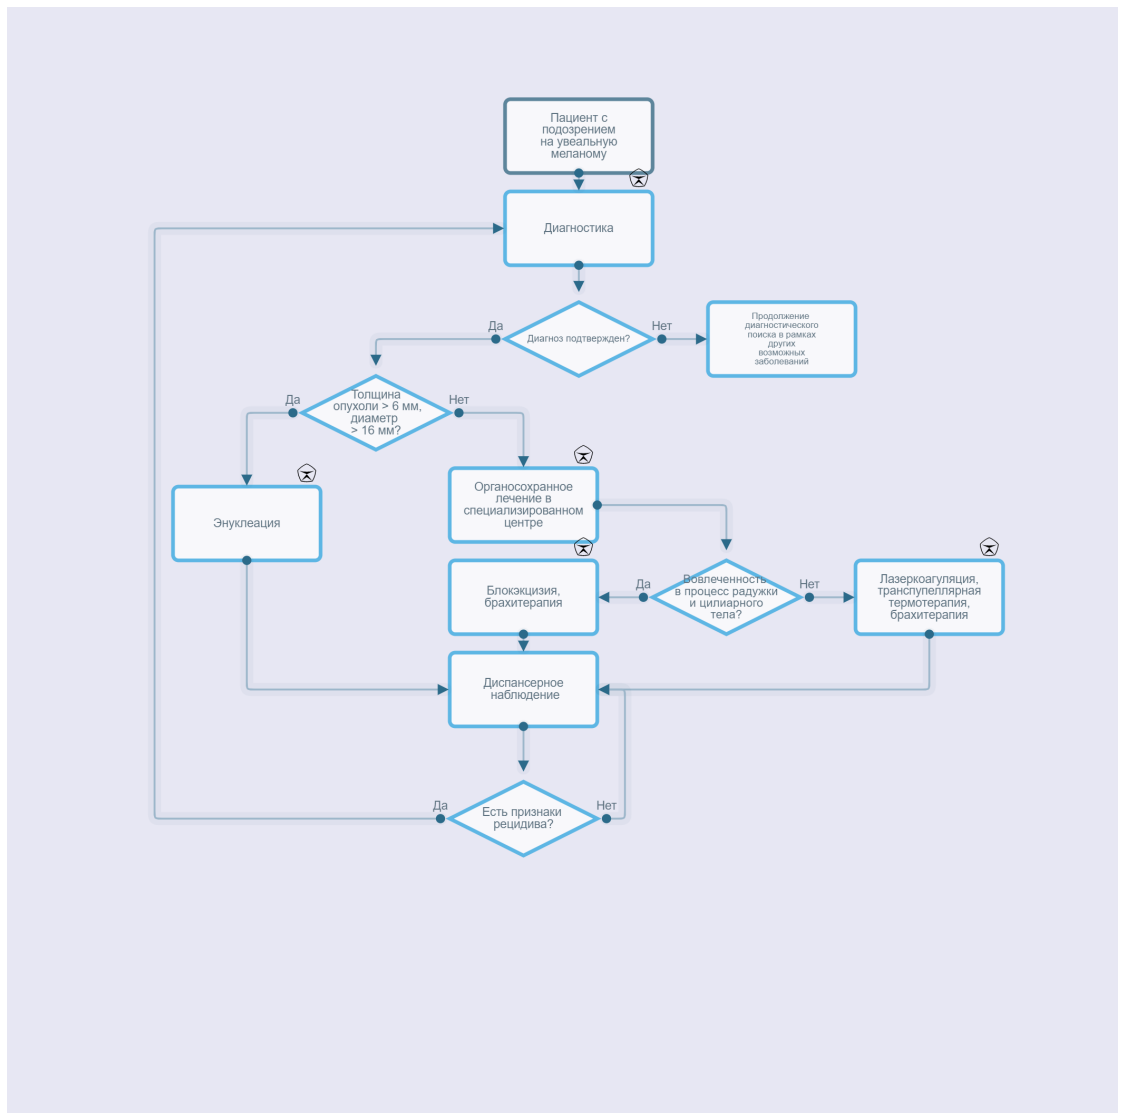 Пациент с
подозрением
на увеальную
меланому
Диагностика
Да
Диагноз подтвержден?
Нет
Продолжение
диагностического
поиска в рамках
других
возможных
заболеваний
Да
Толщина
опухоли > 6 мм,
диаметр
> 16 мм?
Нет
Энуклеация
Органосохранное
лечение в
специализированном
центре
Блокэкцизия,
брахитерапия
Да
Вовлеченность
в процесс радужки
и цилиарного
тела?
Нет
Лазеркоагуляция,
транспупеллярная
термотерапия,
брахитерапия
Диспансерное
наблюдение
Да
Есть признаки
рецидива?
Нет